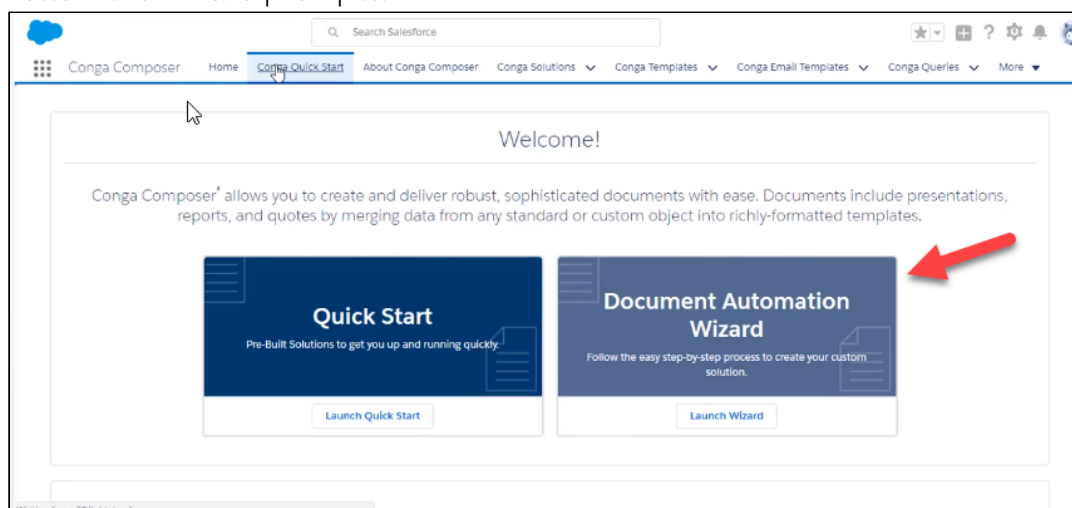 Search Salesforce
Conga Composer Home Conga Quick Start About Conga Composer Conga Solutions Conga Templates Conga Email Templates Conga Queries More
Welcome!
Conga Composer® allows you to create and deliver robust, sophisticated documents with ease. Documents include presentations,
reports, and quotes by merging data from any standard or custom object into richly-formatted templates.
Quick Start
Pre-Built Solutions to get you up and running quickly.
Launch Quick Start
Document Automation
Wizard
Follow the easy step-by-step process to create your custom
solution.
Launch Wizard